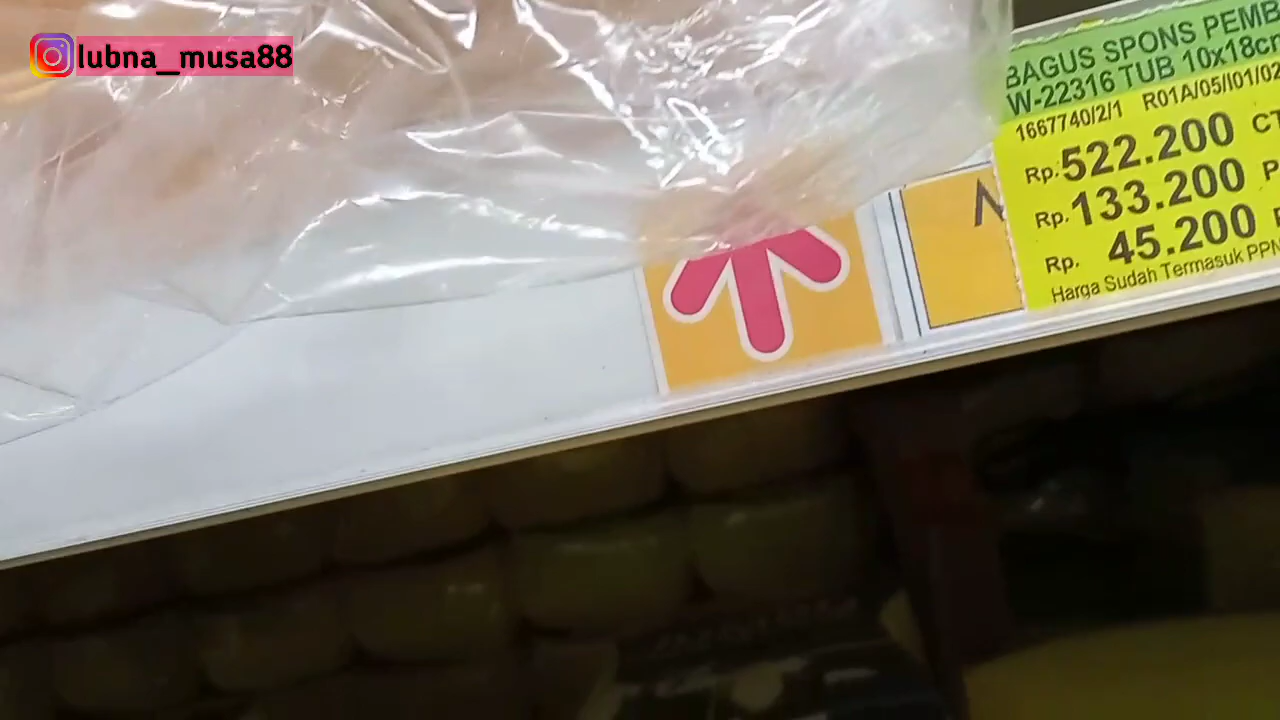 lubna_musa88
BAGUS SPONS PEMB
W-22316 TUB 10x18cm
1667740/2/1 R01A/05/I01/02
Rp. 522.200 CT
Rp. 133.200 P
Rp. 45.200
Harga Sudah Termasuk PPN